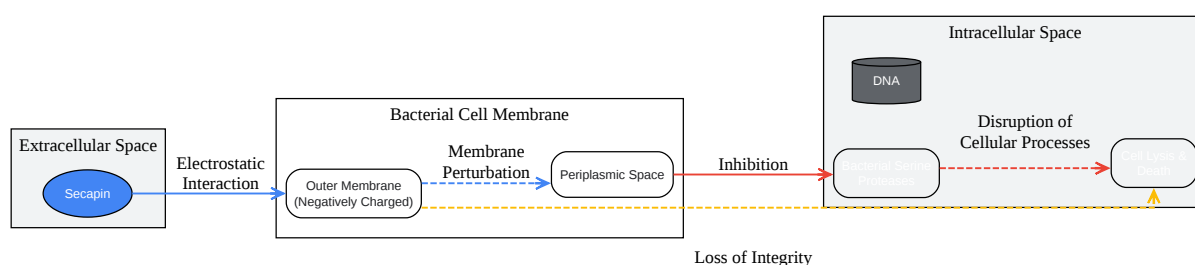 Extracellular Space
Secapin
Electrostatic
Interaction
Bacterial Cell Membrane
Outer Membrane
(Negatively Charged)
Membrane
Perturbation
Periplasmic Space
Inhibition
Intracellular Space
DNA
Bacterial Serine
Proteases
Disruption of
Cellular Processes
Cell Lysis &
Death
Loss of Integrity